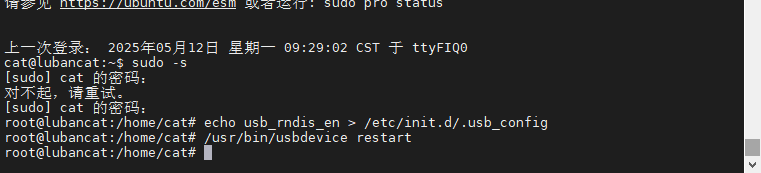 请参见 https://ubuntu.com/esm 或者运行: sudo pro status
上一次登录： 2025年05月12日 星期一 09:29:02 CST 于 ttyFIQ0
cat@lubancat:~$ sudo -s
[sudo] cat 的密码：
对不起，请重试。
[sudo] cat 的密码：
root@lubancat:/home/cat# echo usb_rndis_en > /etc/init.d/.usb_config
root@lubancat:/home/cat# /usr/bin/usbdevice restart
root@lubancat:/home/cat#